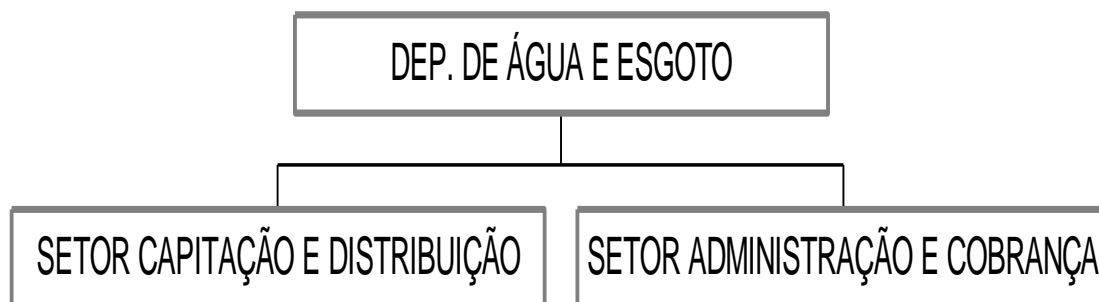 DEP. DE ÁGUA E ESGOTO
SETOR CAPITAÇÃO E DISTRIBUIÇÃO
SETOR ADMINISTRAÇÃO E COBRANÇA